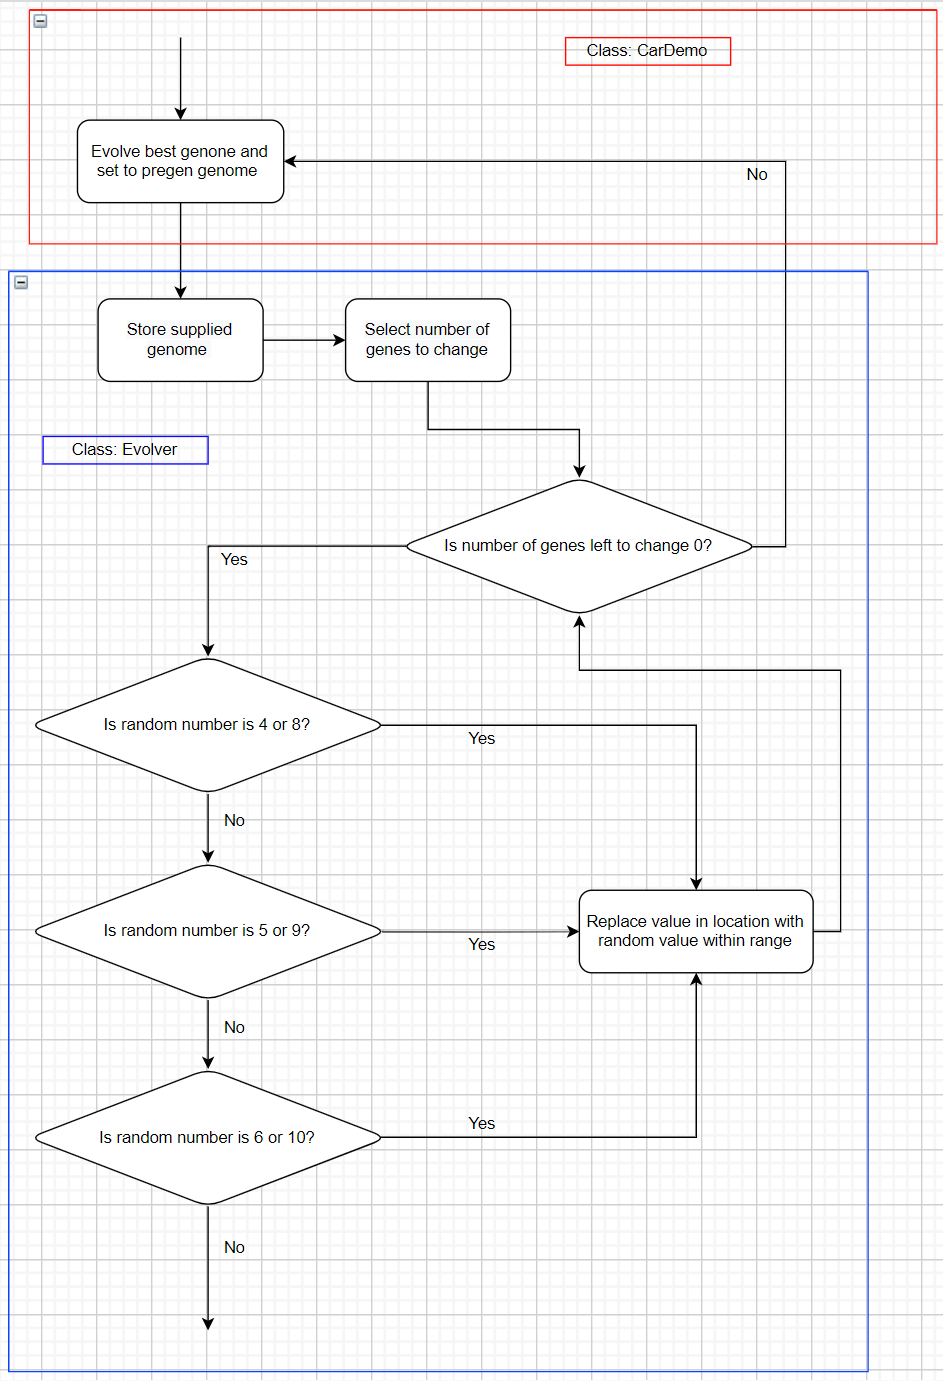 Class: CarDemo
Evolve best genone and
set to pregen genome
No
Store supplied
genome
Select number of
genes to change
Class: Evolver
Is number of genes left to change 0?
Yes
Is random number is 4 or 8?
Yes
No
Replace value in location with
random value within range
Is random number is 5 or 9?
Yes
No
Is random number is 6 or 10?
Yes
No